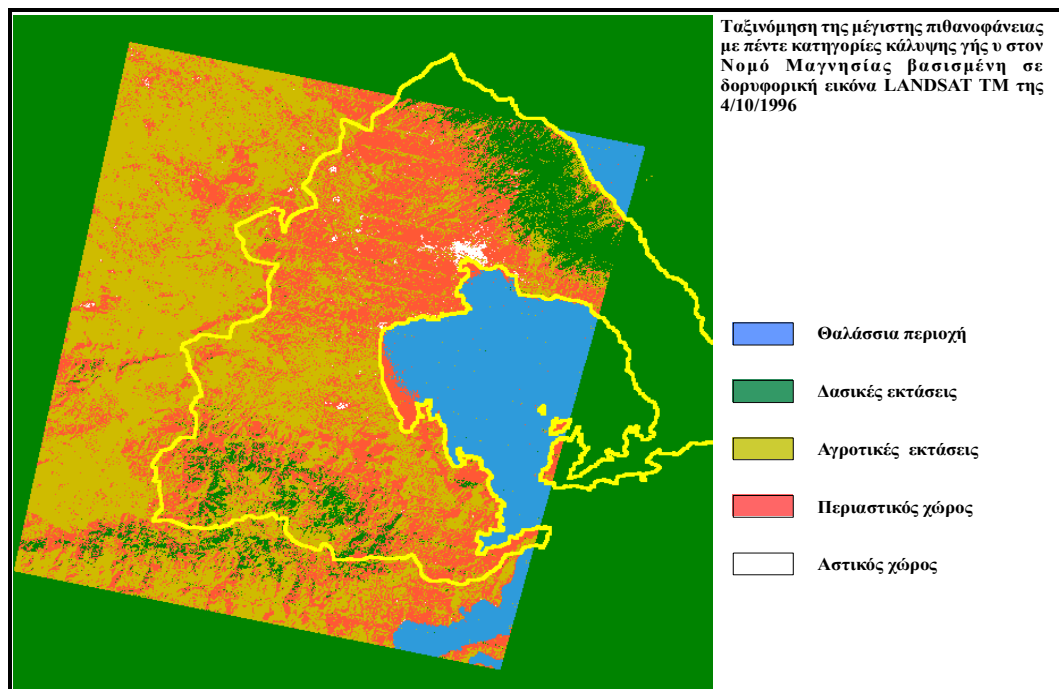 Ταξινόμηση της μέγιστης πιθανοφάνειας
με πέντε κατηγορίες κάλυψης γής υ στον
Νομό Μαγνησίας βασισμένη σε
δορυφορική εικόνα LANDSAT TM της
4/10/1996
Θαλάσσια περιοχή
Δασικές εκτάσεις
Αγροτικές εκτάσεις
Περιαστικός χώρος
Αστικός χώρος